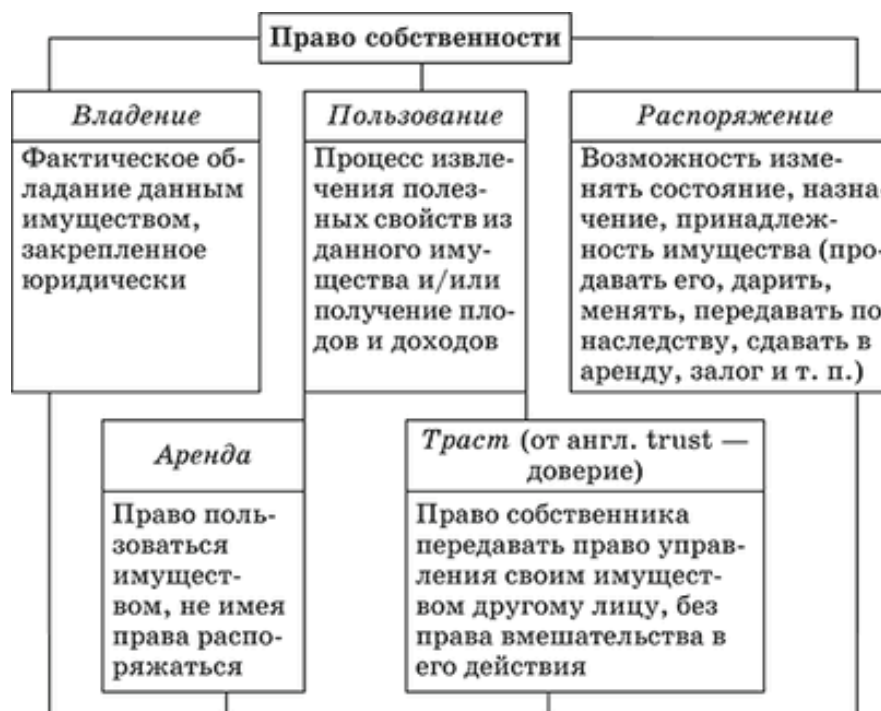 Право собственности
Владение
Фактическое об-
ладание данным
имуществом,
закрепленное
юридически
Пользование
Процесс извле-
чения полез-
ных свойств из
данного иму-
щества и/или
получение пло-
дов и доходов
Распоряжение
Возможность изме-
нять состояние, назна-
чение, принадлеж-
ность имущества (про-
давать его, дарить,
менять, передавать по
наследству, сдавать в
аренду, залог и т. п.)
Аренда
Право поль-
зоваться
имущест-
вом, не имея
права распо-
ряжаться
Траст (от англ. trust —
доверие)
Право собственника
передавать право управ-
ления своим имущест-
вом другому лицу, без
права вмешательства в
его действия